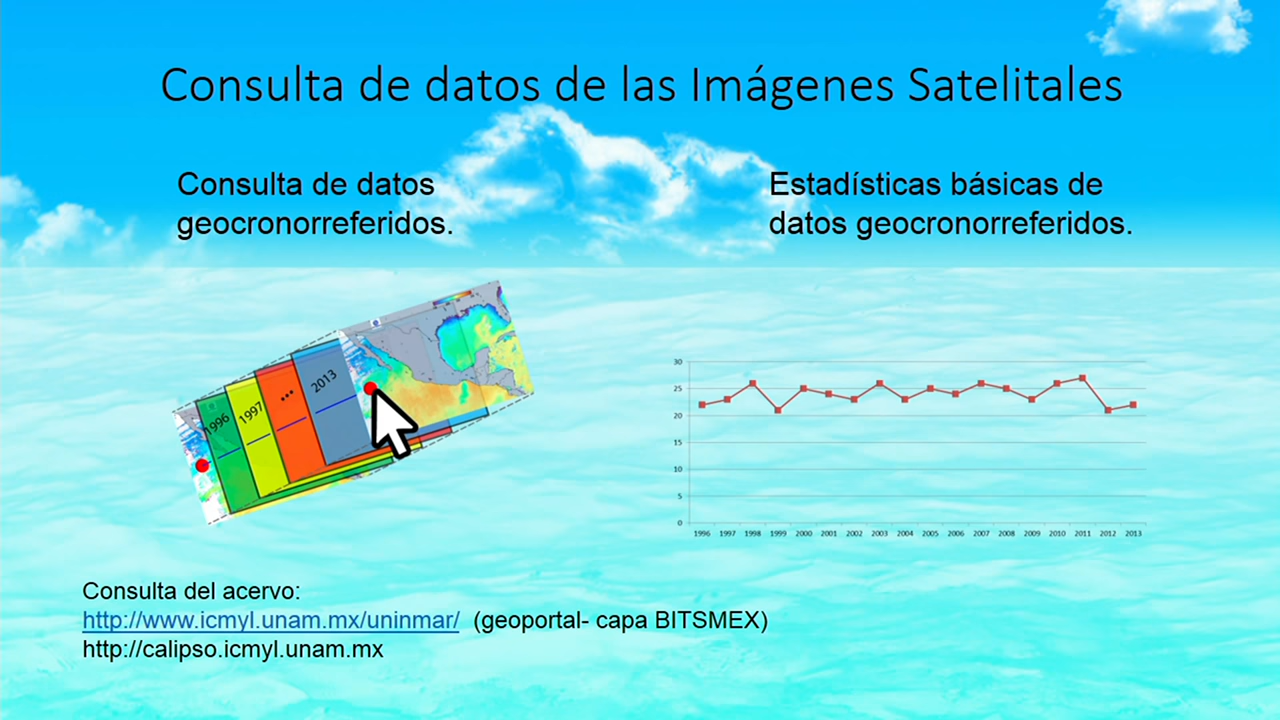 Consulta de datos de las Imágenes Satelitales
Consulta de datos
geocronorreferidos.
Estadísticas básicas de
datos geocronorreferidos.
1996
1997
...
2013
30
25
20
15
10
5
0
1996 1997 1998 1999 2000 2001 2002 2003 2004 2005 2006 2007 2008 2009 2010 2011 2012 2013
Consulta del acervo:
http://www.icmyl.unam.mx/uninmar/ (geoportal- capa BITSMEX)
http://calipso.icmyl.unam.mx